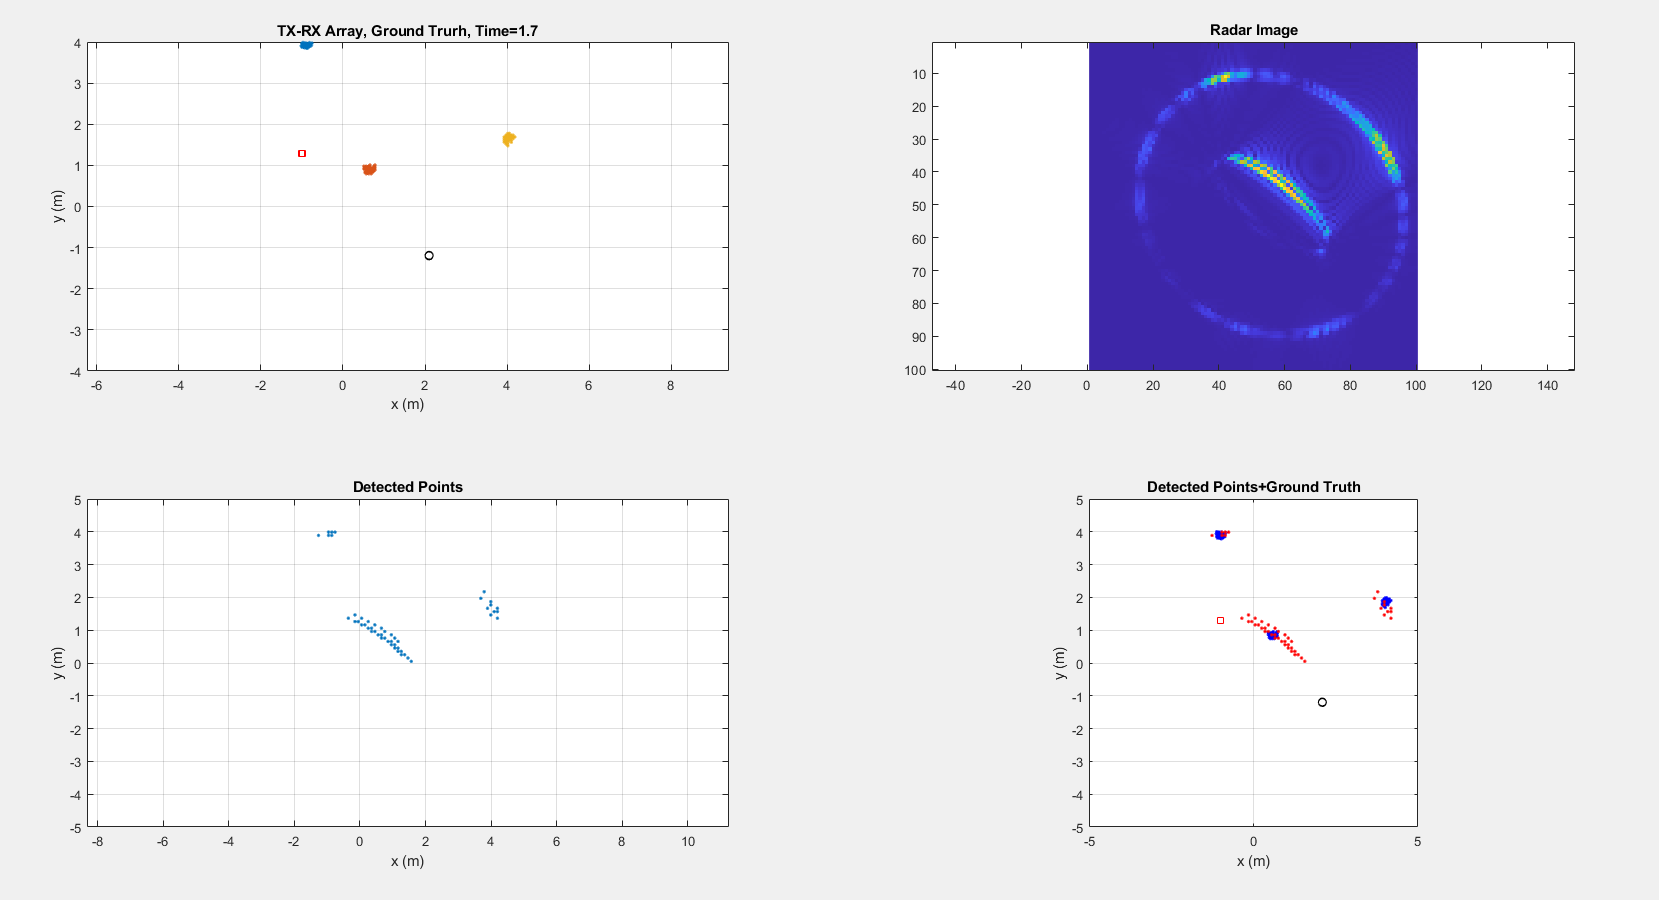 TX-RX Array, Ground Trurh, Time=1.7
4
3
2
1
0
-1
-2
-3
-4
y (m)
-6 -4 -2 0 2 4 6 8
x (m)
Radar Image
10
20
30
40
50
60
70
80
90
100
-40 -20 0 20 40 60 80 100 120 140
Detected Points
5
4
3
2
1
0
-1
-2
-3
-4
-5
y (m)
-8 -6 -4 -2 0 2 4 6 8 10
x (m)
Detected Points+Ground Truth
5
4
3
2
1
0
-1
-2
-3
-4
-5
y (m)
-5 0 5
x (m)